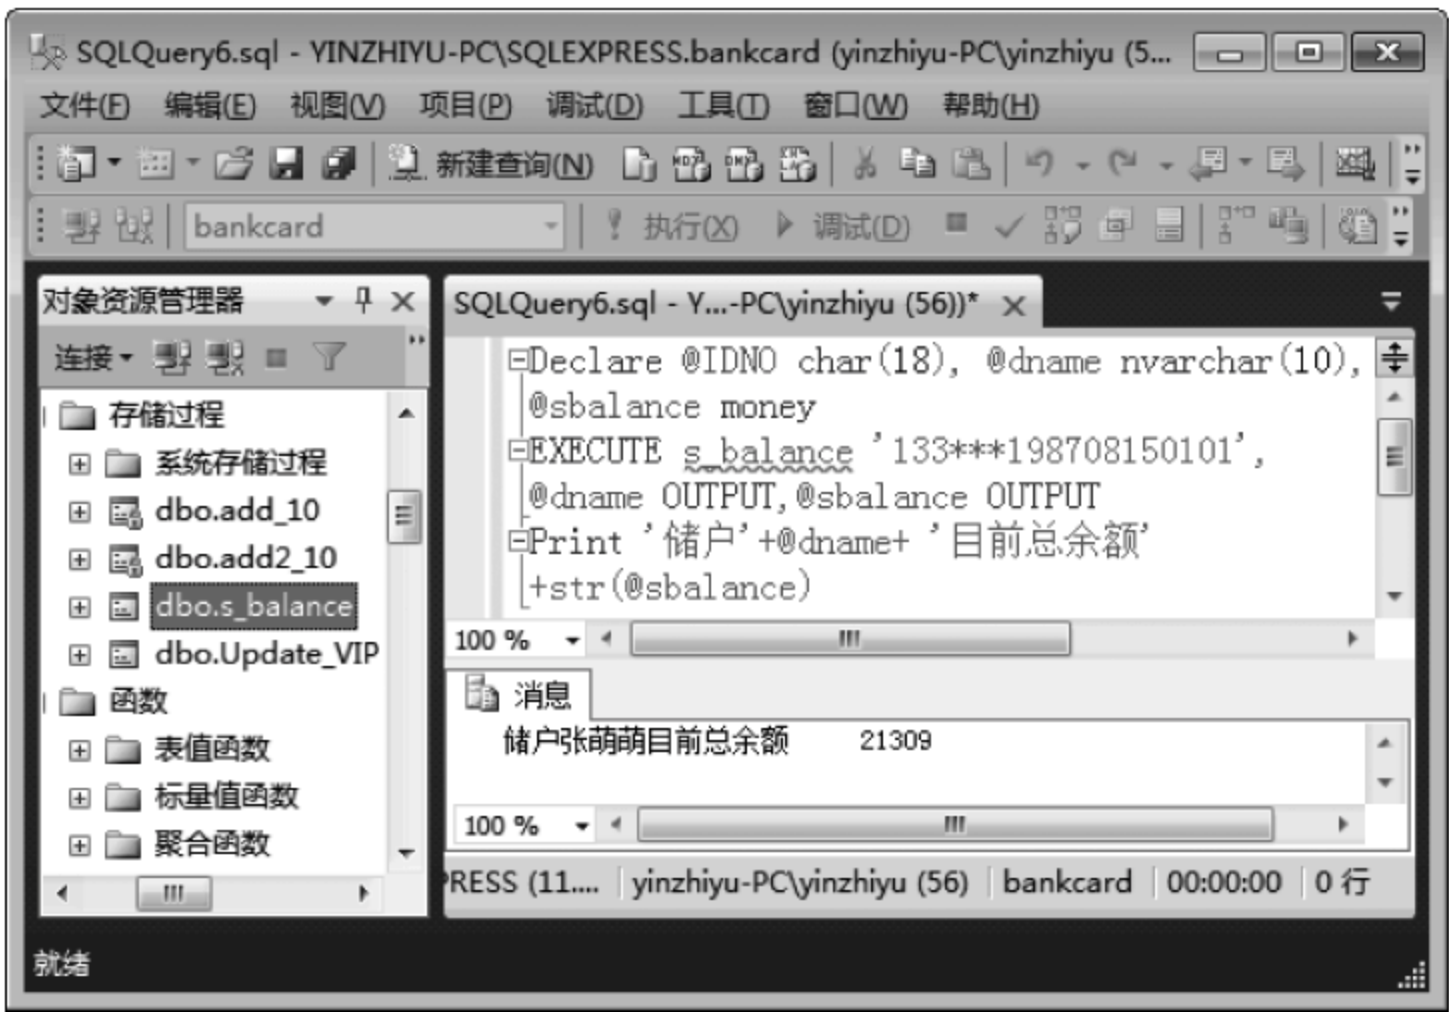 SQLQuery6.sql - YINZHIYU-PC\SQLEXPRESS.bankcard (yinzhiyu-PC\yinzhiyu (5...
文件(F) 编辑(E) 视图(V) 项目(P) 调试(D) 工具(T) 窗口(W) 帮助(H)
新建查询(N)
bankcard 执行(X) 调试(D)
对象资源管理器
连接
存储过程
系统存储过程
dbo.add_10
dbo.add2_10
dbo.s_balance
dbo.Update_VIP
函数
表值函数
标量值函数
聚合函数
SQLQuery6.sql - Y...-PC\yinzhiyu (56))*
Declare @IDNO char(18), @dname nvarchar(10),
@sbalance money
EXECUTE s_balance '133***198708150101',
@dname OUTPUT,@sbalance OUTPUT
Print '储户'+@dname+ '目前总余额'
+str(@sbalance)
100 %
消息
储户张萌萌目前总余额 21309
100 %
PRESS (11.... yinzhiyu-PC\yinzhiyu (56) bankcard 00:00:00 0 行
就绪